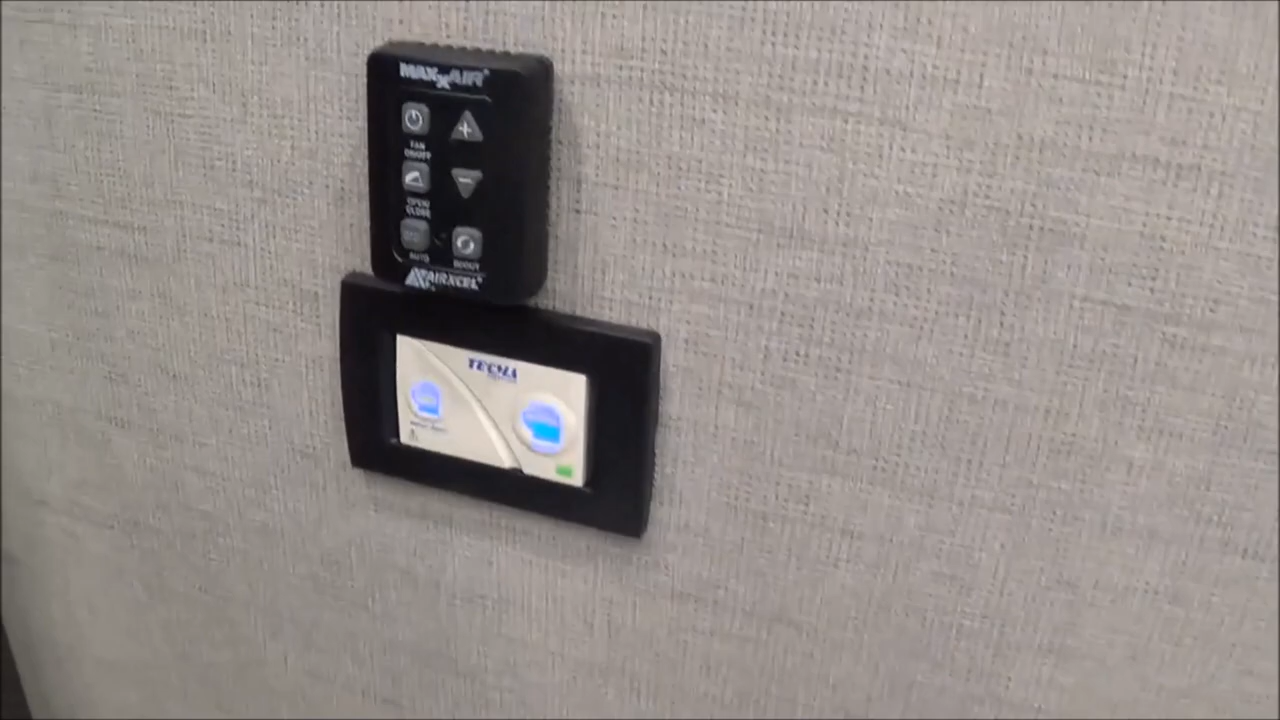 MAXXAIR
FAN
ON/OFF
OPEN/
CLOSE
AUTO
AIRXCEL
TECMA